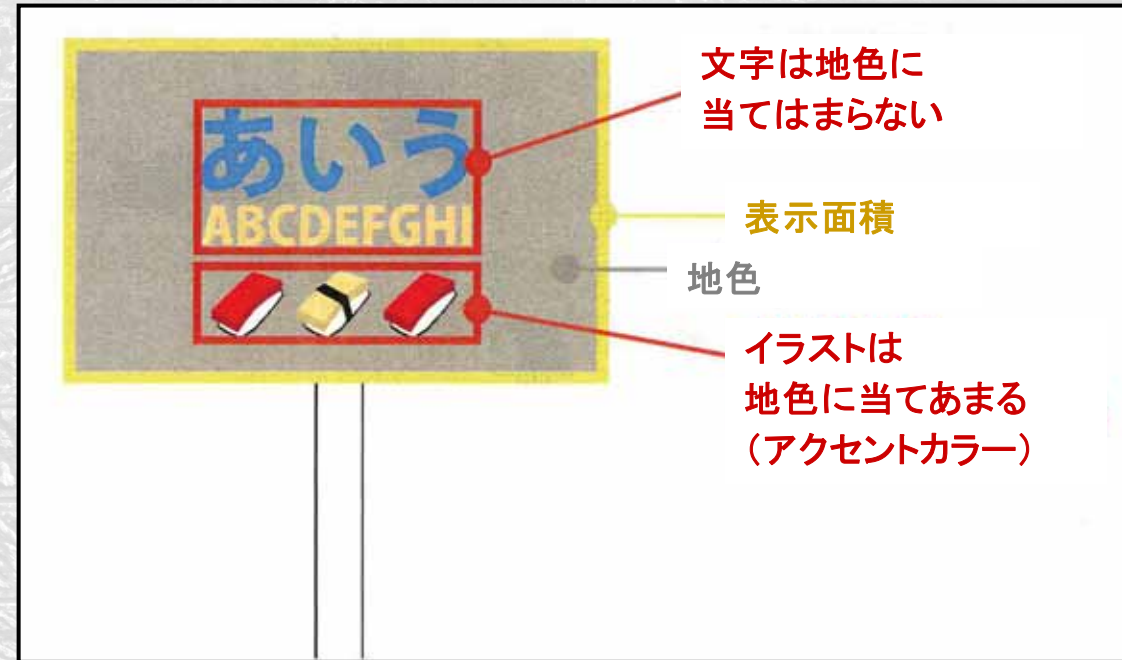 あいう
ABCDEFGHI
文字は地色に
当てはまらない
表示面積
地色
イラストは
地色に当てあまる
（アクセントカラー）